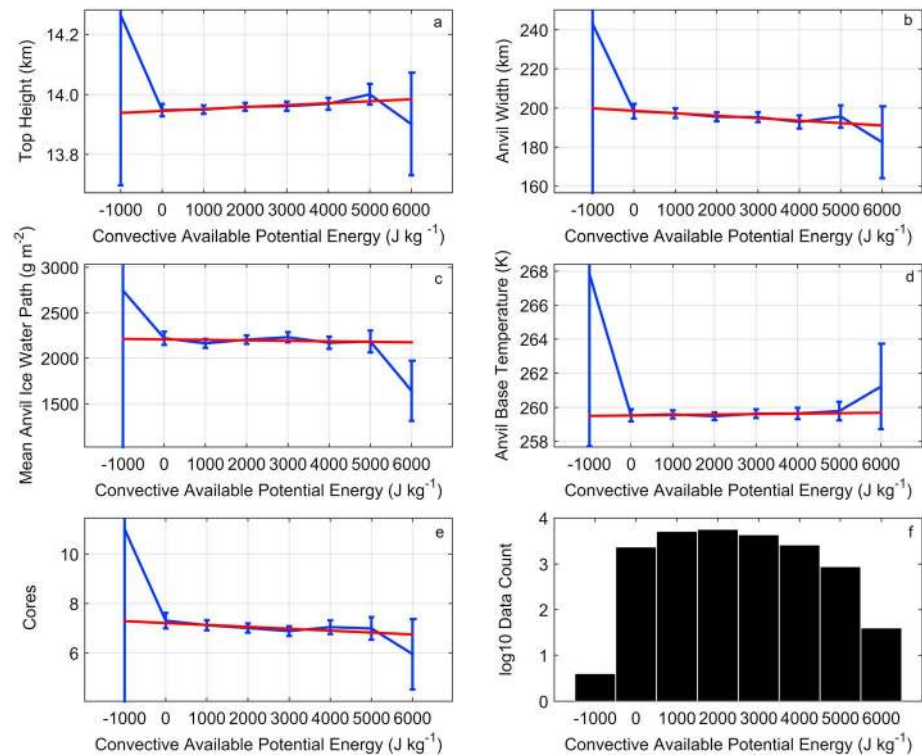 a
14.2
14.0
13.8
Top Height (km)
-1000 0 1000 2000 3000 4000 5000 6000
Convective Available Potential Energy (J kg-1)
b
240
220
200
180
160
Anvil Width (km)
-1000 0 1000 2000 3000 4000 5000 6000
Convective Available Potential Energy (J kg-1)
c
3000
2500
2000
1500
Mean Anvil Ice Water Path (g m-2)
-1000 0 1000 2000 3000 4000 5000 6000
Convective Available Potential Energy (J kg-1)
d
268
266
264
262
260
258
Anvil Base Temperature (K)
-1000 0 1000 2000 3000 4000 5000 6000
Convective Available Potential Energy (J kg-1)
e
10
8
6
Cores
-1000 0 1000 2000 3000 4000 5000 6000
Convective Available Potential Energy (J kg-1)
f
4
3
2
1
0
log10 Data Count
-1000 0 1000 2000 3000 4000 5000 6000
Convective Available Potential Energy (J kg-1)